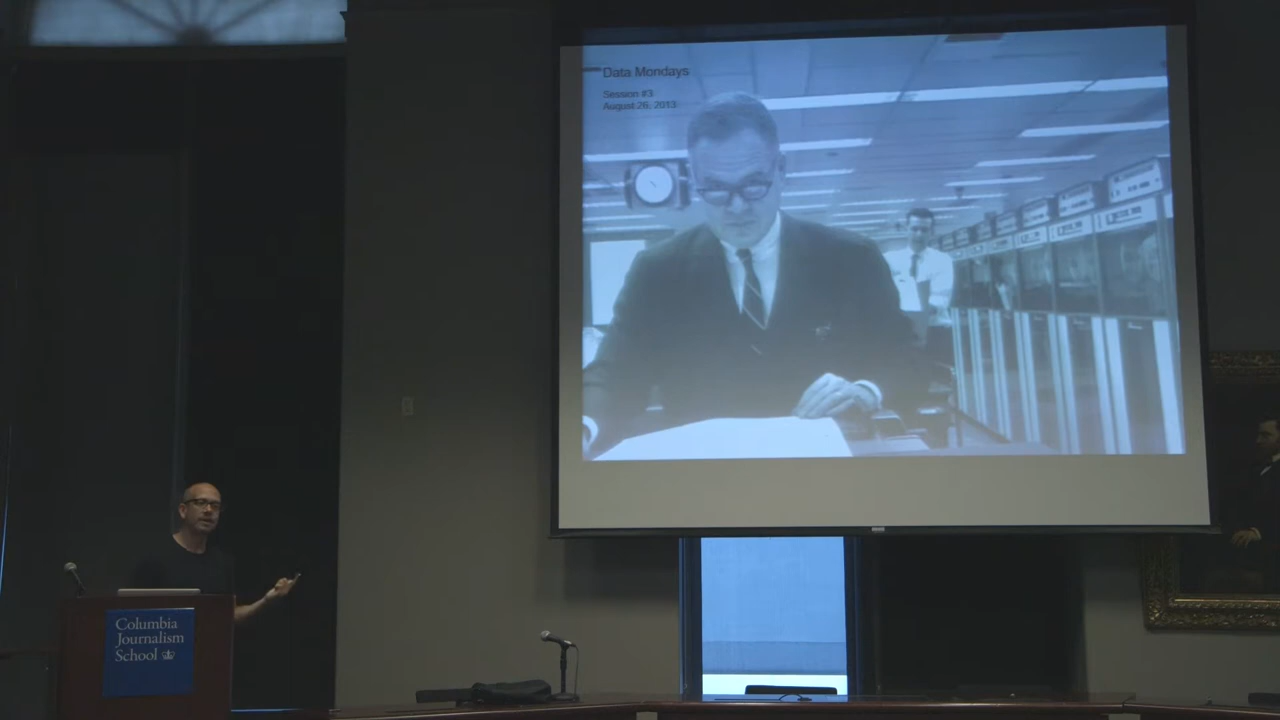 Data Mondays
Session #3
August 26, 2013
Columbia
Journalism
School